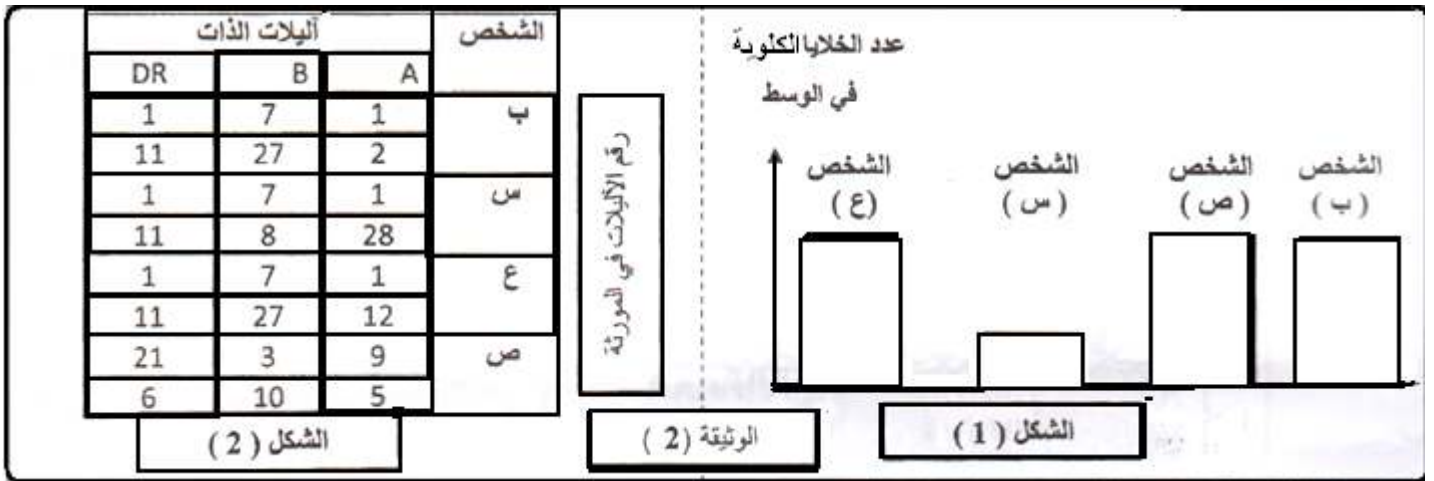 عدد الخلايا الكلوية
في الوسط
الشخص (ب)
الشخص (ص)
الشخص (س)
الشخص (ع)
الشكل (1)
الوثيقة (2)
رقم الأليلات في المورثة
الشخص آليلات الذات
A B DR
ب 1 7 1
2 27 11
س 1 7 1
28 8 11
ع 1 7 1
12 27 11
ص 9 3 21
5 10 6
الشكل (2)